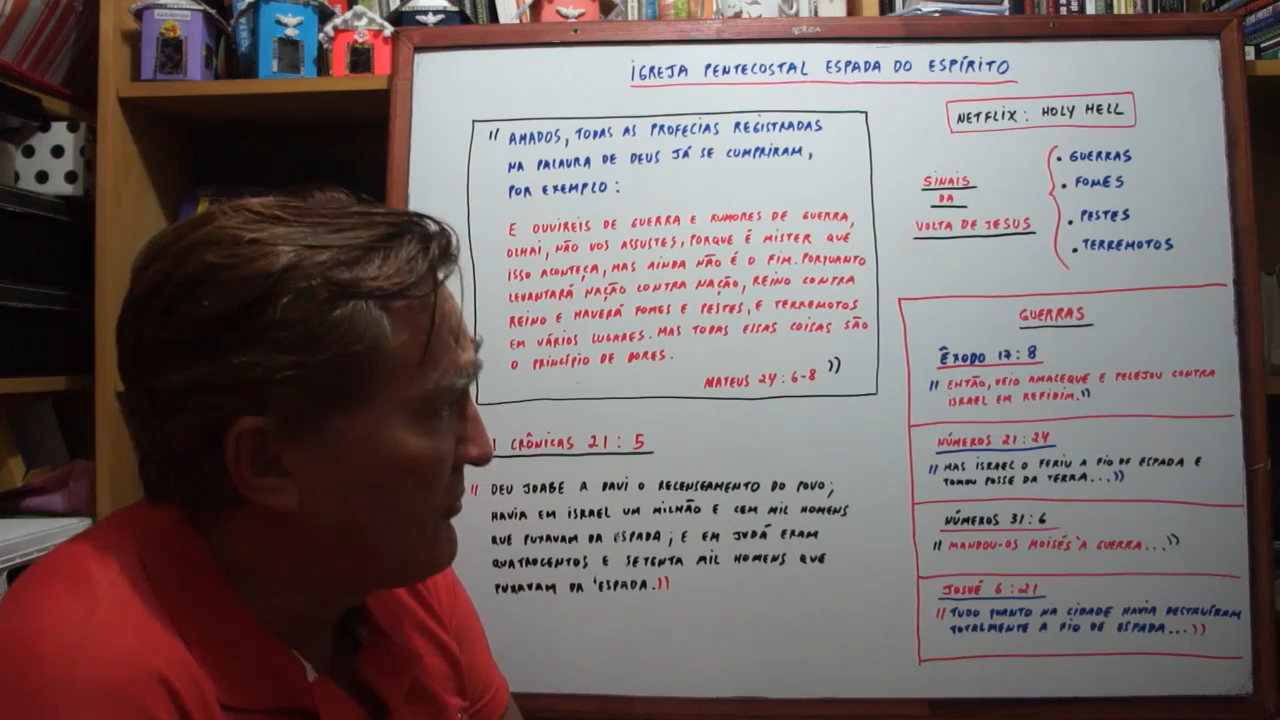 IGREJA PENTECOSTAL ESPADA DO ESPÍRITO
" AMADOS, TODAS AS PROFECIAS REGISTRADAS
NA PALAVRA DE DEUS JÁ SE CUMPRIRAM,
POR EXEMPLO:
E OUVIREIS DE GUERRA E RUMORES DE GUERRA,
OLHAI, NÃO VOS ASSUSTES, PORQUE É MISTER QUE
ISSO ACONTEÇA, MAS AINDA NÃO É O FIM. PORQUANTO
LEVANTARÁ NAÇÃO CONTRA NAÇÃO, REINO CONTRA
REINO E HAVERÁ FOMES E PESTES, E TERREMOTOS
EM VÁRIOS LUGARES. MAS TODAS ESSAS COISAS SÃO
O PRINCÍPIO DE DORES.
MATEUS 24:6-8 "
1 CRÔNICAS 21:5
" DEU JOABE A DAVI O RECENSEAMENTO DO POVO;
HAVIA EM ISRAEL UM MILHÃO E CEM MIL HOMENS
QUE PUXAVAM DA ESPADA; E EM JUDÁ ERAM
QUATROCENTOS E SETENTA MIL HOMENS QUE
PUXAVAM DA 'ESPADA."
NETFLIX: HOLY HELL
SINAIS
DA
VOLTA DE JESUS
• GUERRAS
• FOMES
• PESTES
• TERREMOTOS
GUERRAS
ÊXODO 17:8
" ENTÃO, VEIO AMALEQUE E PELEJOU CONTRA
ISRAEL EM REFIDIM."
NÚMEROS 21:24
" MAS ISRAEL O FERIU A FIO DE ESPADA E
TOMOU POSSE DA TERRA..."
NÚMEROS 31:6
" MANDOU-OS MOISÉS À GUERRA..."
JOSUÉ 6:21
" TUDO QUANTO NA CIDADE HAVIA DESTRUÍRAM
TOTALMENTE A FIO DE ESPADA..."